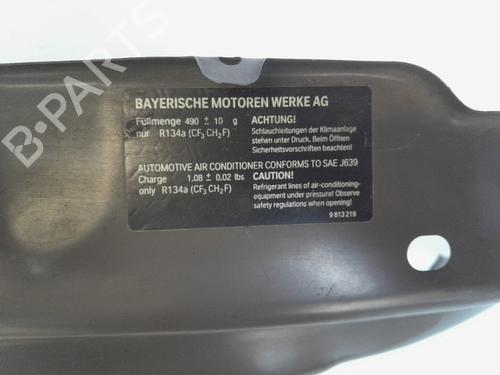 BAYERISCHE MOTOREN WERKE AG
Füllmenge 490 ± 10 g
nur R134a (CF3 CH2F)
ACHTUNG!
Schlauchleitungen der Klimaanlage
stehen unter Druck. Beim Öffnen
Sicherheitsvorschriften beachten!
AUTOMOTIVE AIR CONDITIONER CONFORMS TO SAE J639
Charge 1.08 ± 0.02 lbs
only R134a (CF3 CH2F)
CAUTION!
Refrigerant lines of air-conditioning-
equipment under pressure! Observe
safety regulations when opening!
9 813 219
B-PARTS